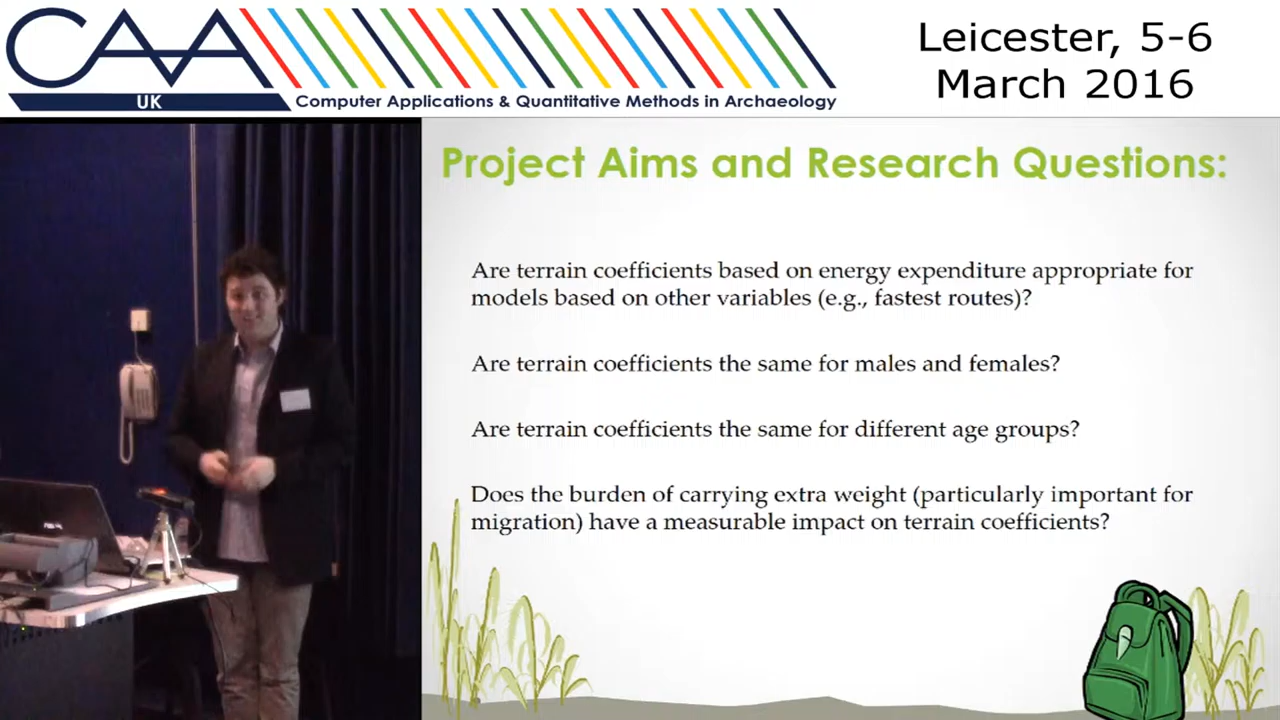 CAA
UK
Computer Applications & Quantitative Methods in Archaeology
Leicester, 5-6
March 2016
Project Aims and Research Questions:
Are terrain coefficients based on energy expenditure appropriate for
models based on other variables (e.g., fastest routes)?
Are terrain coefficients the same for males and females?
Are terrain coefficients the same for different age groups?
Does the burden of carrying extra weight (particularly important for
migration) have a measurable impact on terrain coefficients?